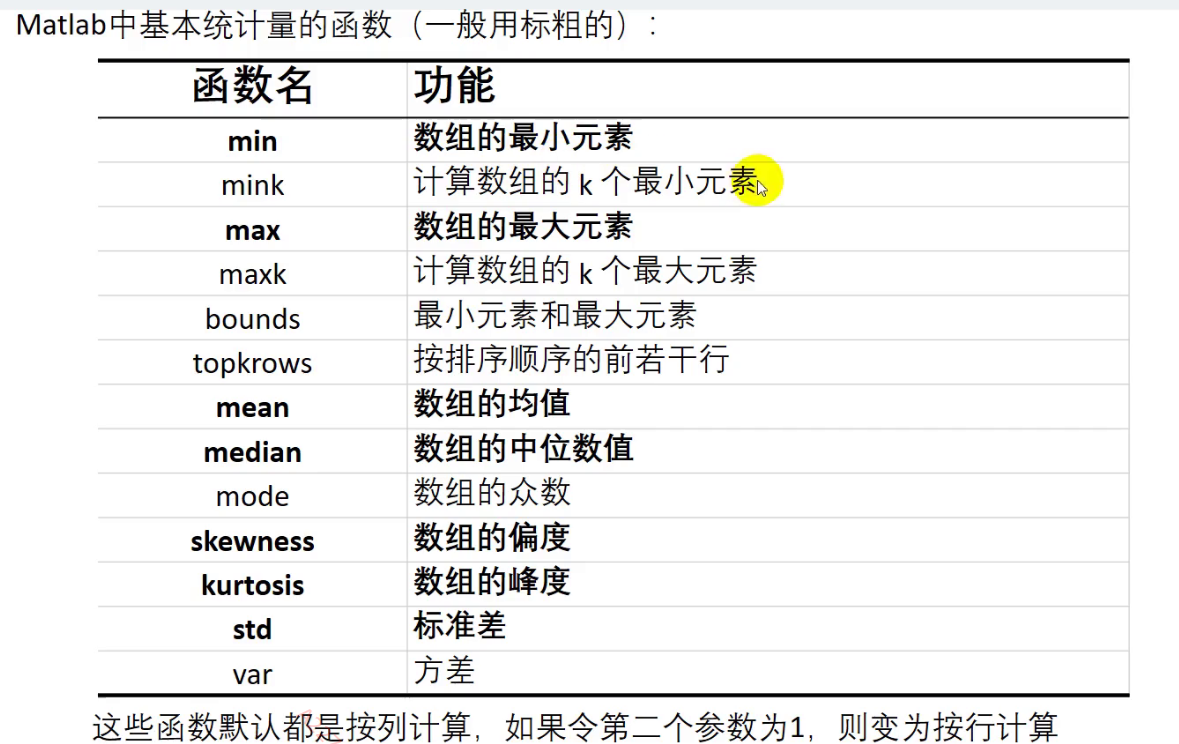 Matlab中基本统计量的函数（一般用标粗的）：
函数名 功能
min 数组的最小元素
mink 计算数组的 k 个最小元素
max 数组的最大元素
maxk 计算数组的 k 个最大元素
bounds 最小元素和最大元素
topkrows 按排序顺序的前若干行
mean 数组的均值
median 数组的中位数值
mode 数组的众数
skewness 数组的偏度
kurtosis 数组的峰度
std 标准差
var 方差
这些函数默认都是按列计算，如果令第二个参数为1，则变为按行计算